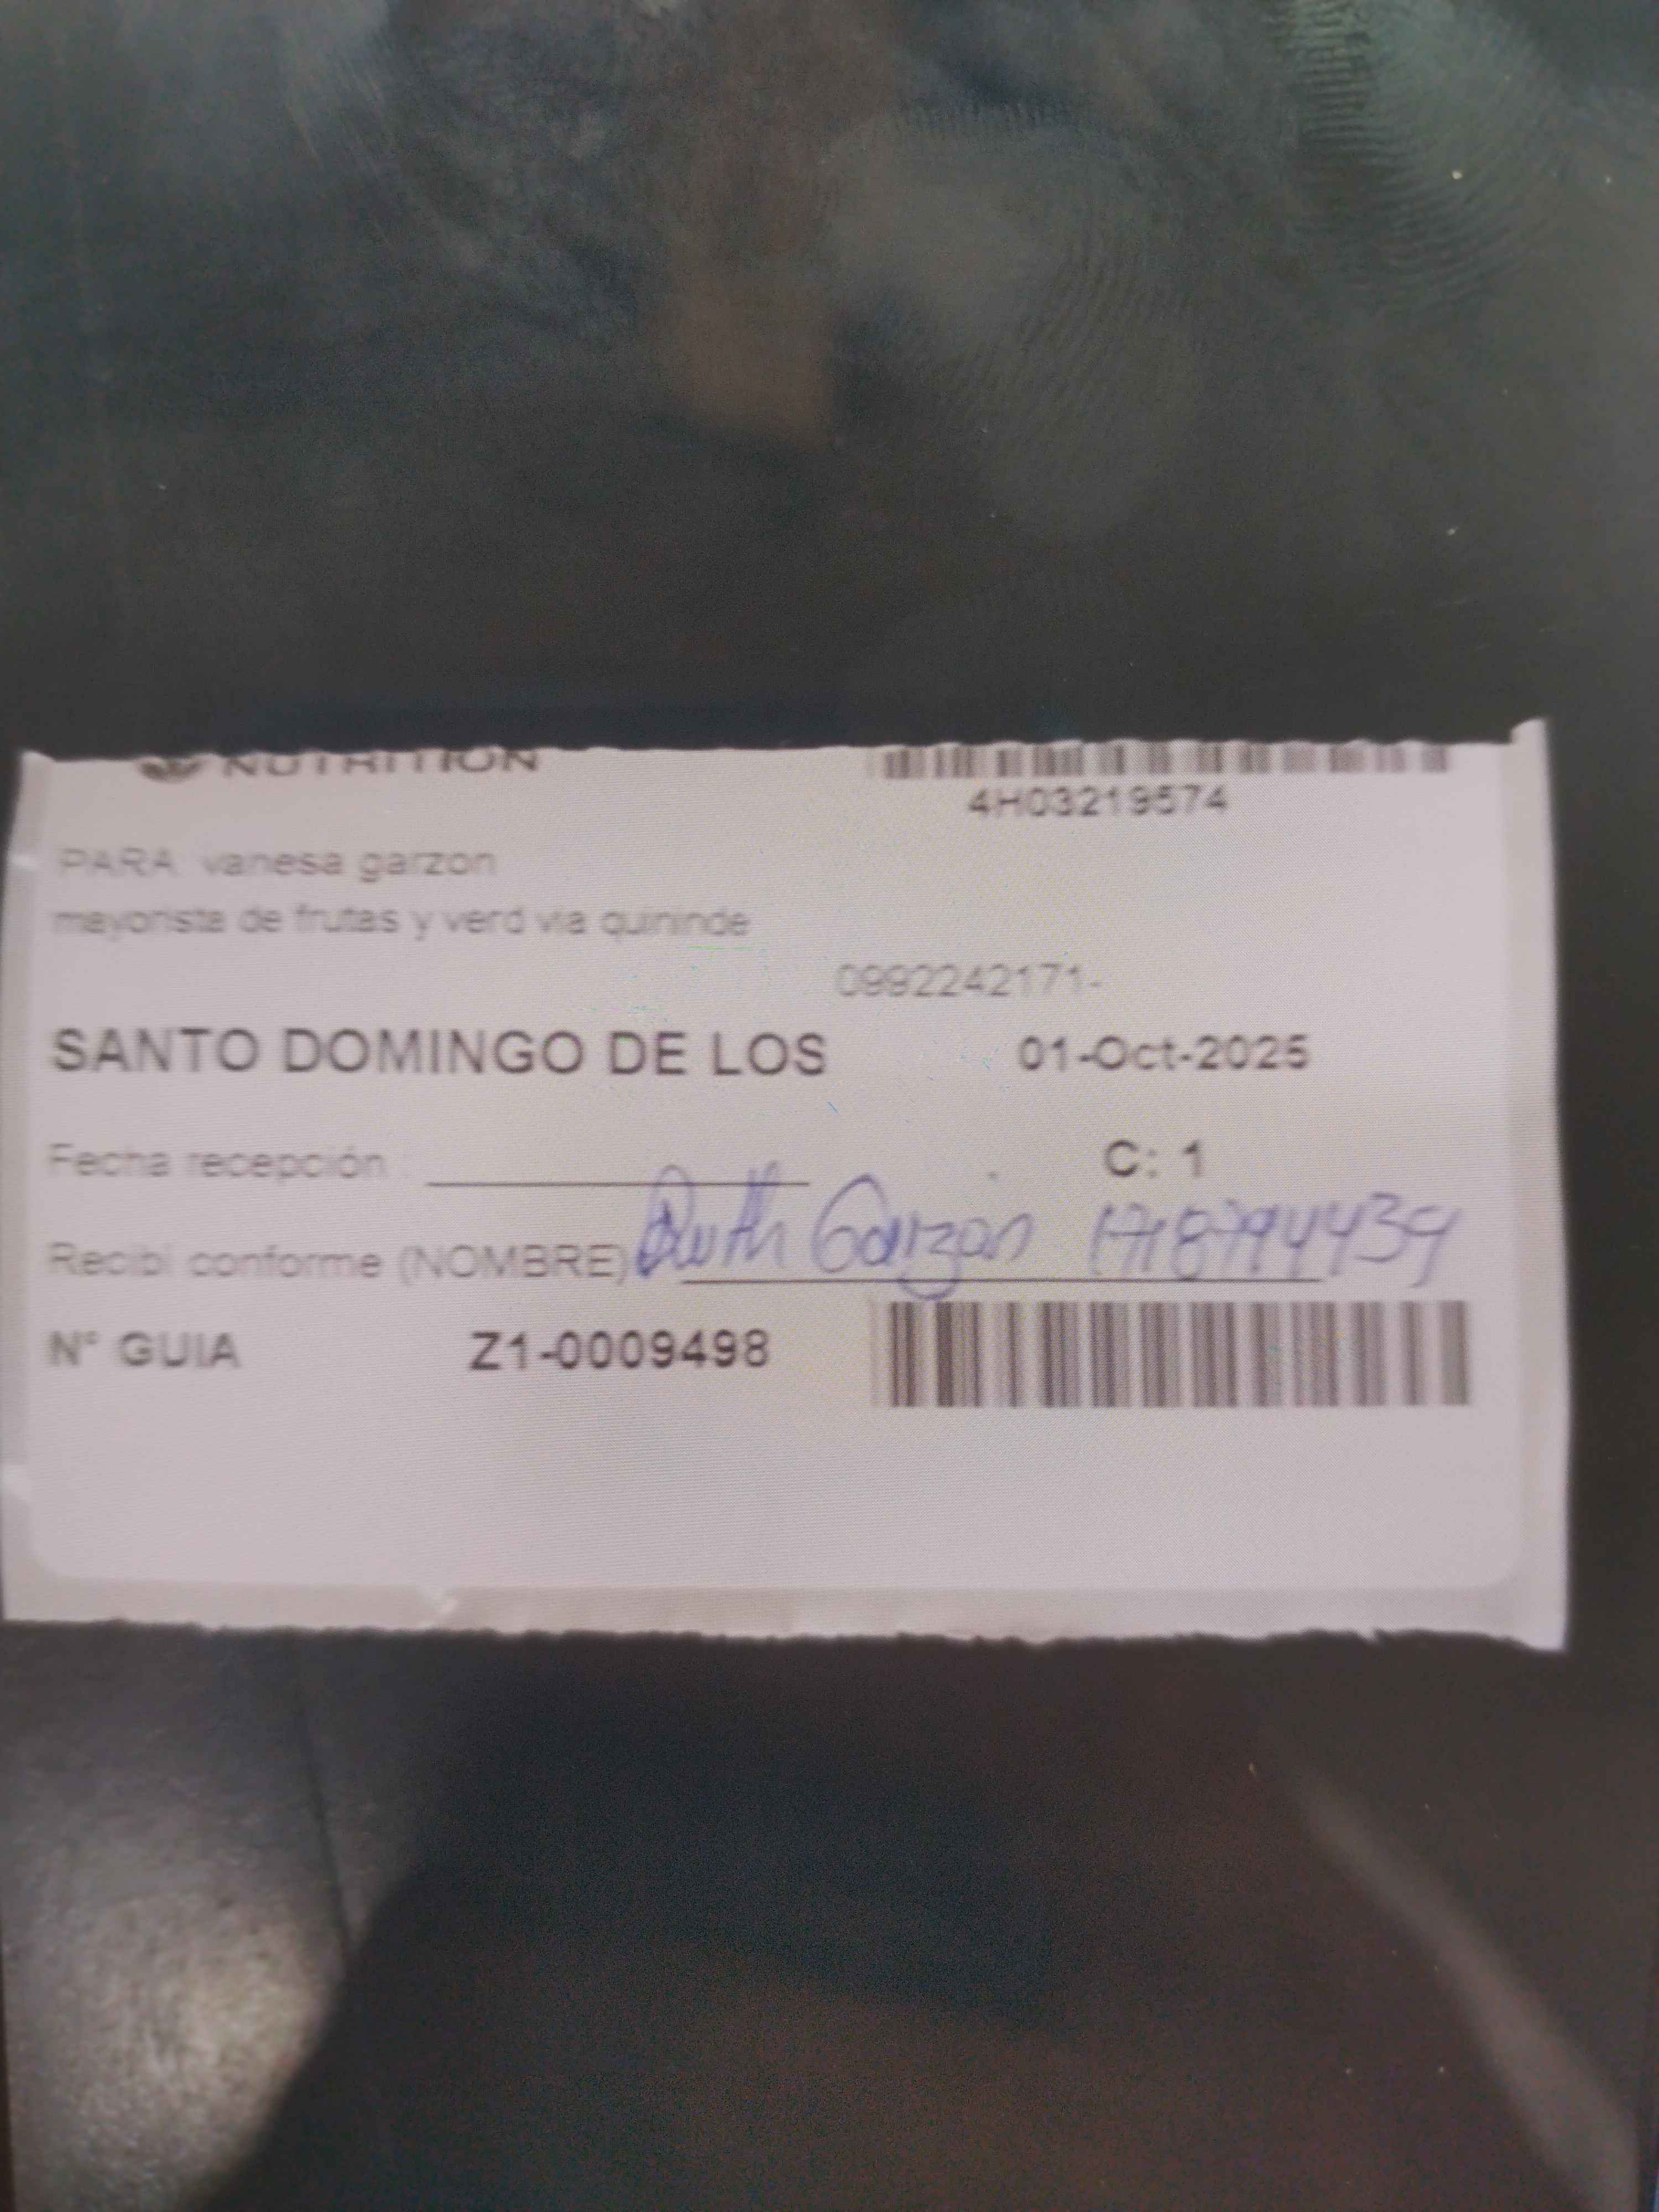 NUTRITION
4H03219574
PARA: vanesa garzon
mayorista de frutas y verd via quininde
0992242171-
SANTO DOMINGO DE LOS 01-Oct-2025
Fecha recepción C: 1
Recibi conforme (NOMBRE) Ruth Garzon
N° GUIA Z1-0009498